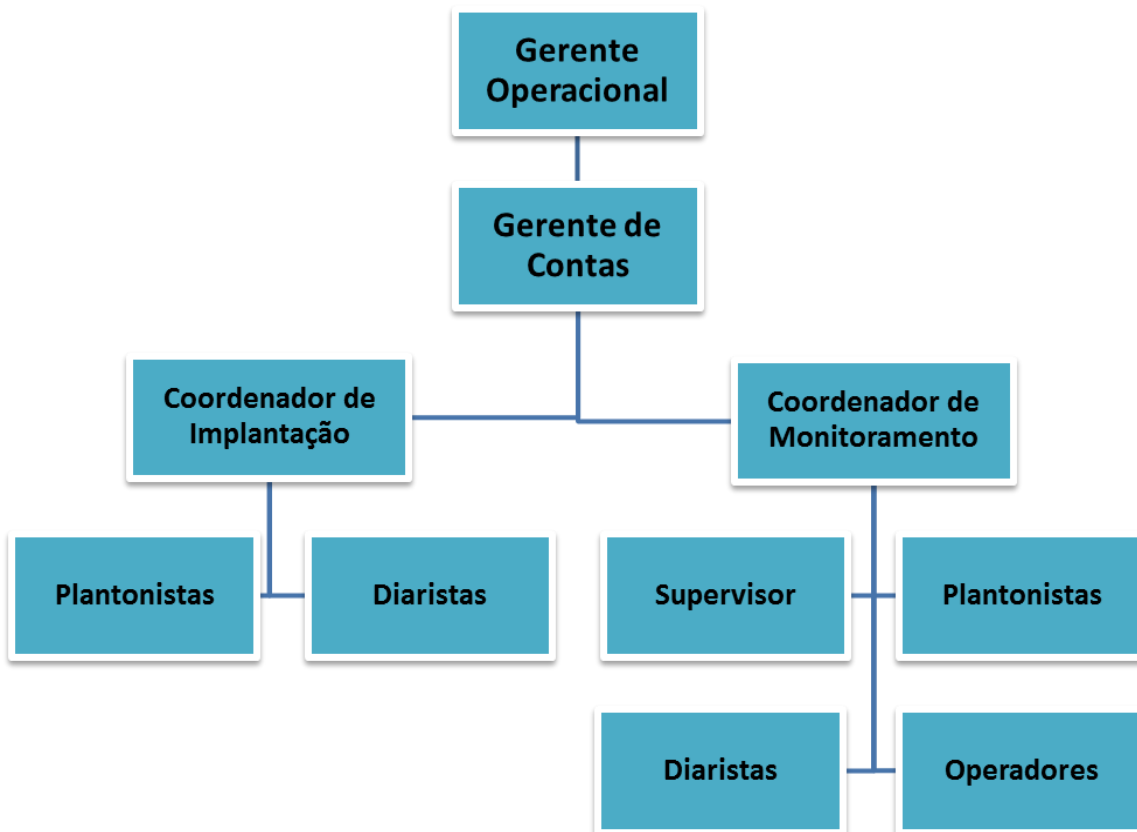 Gerente
Operacional
Gerente de
Contas
Coordenador de
Implantação
Coordenador de
Monitoramento
Plantonistas
Diaristas
Supervisor
Plantonistas
Diaristas
Operadores